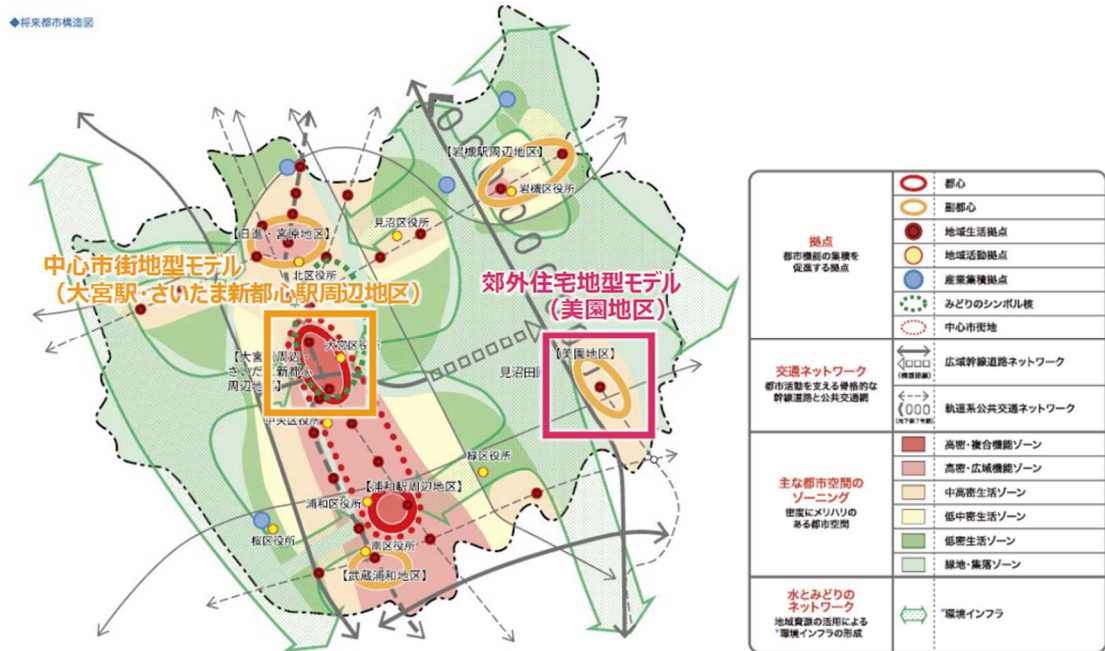 ◆将来都市構造図
【岩槻駅周辺地区】
岩槻区役所
見沼区役所
【日進・宮原地区】
北区役所
中心市街地型モデル
(大宮駅・さいたま新都心駅周辺地区)
郊外住宅地型モデル
(美園地区)
大宮区役所
【大宮駅周辺・
さいたま新都心
周辺地区】
【美園地区】
見沼田
中央区役所
緑区役所
【浦和駅周辺地区】
浦和区役所
桜区役所
南区役所
【武蔵浦和地区】
拠点
都市機能の集積を
促進する拠点
都心
副都心
地域生活拠点
地域活動拠点
産業集積拠点
みどりのシンボル核
中心市街地
交通ネットワーク
都市活動を支える骨格的な
幹線道路と公共交通網
(構想路線)
広域幹線道路ネットワーク
軌道系公共交通ネットワーク
(地下鉄7号線)
主な都市空間の
ゾーニング
密度にメリハリの
ある都市空間
高密・複合機能ゾーン
高密・広域機能ゾーン
中高密生活ゾーン
低中密生活ゾーン
低密生活ゾーン
緑地・集落ゾーン
水とみどりの
ネットワーク
地域資源の活用による
*環境インフラの形成
*環境インフラ